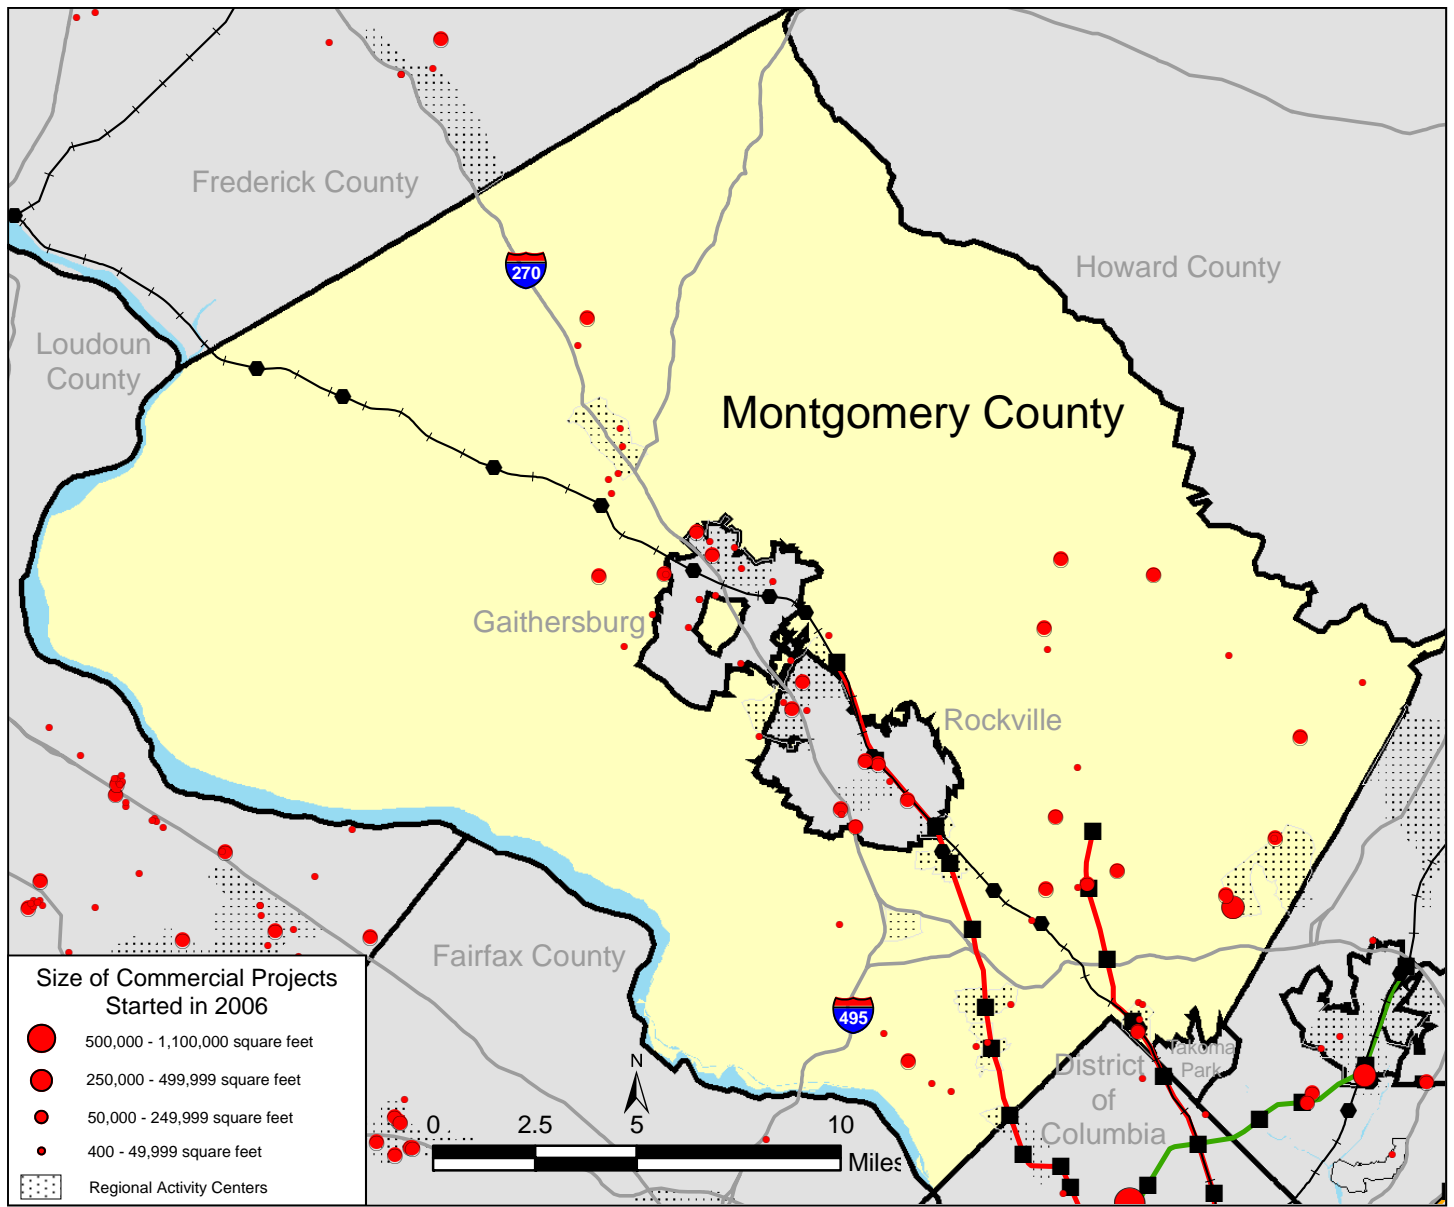 Frederick County
270
Howard County
Loudoun
County
Montgomery County
Gaithersburg
Rockville
Fairfax County
495
Takoma
Park
District
of
Columbia
Size of Commercial Projects
Started in 2006
500,000 - 1,100,000 square feet
250,000 - 499,999 square feet
50,000 - 249,999 square feet
400 - 49,999 square feet
Regional Activity Centers
N
0 2.5 5 10
Miles